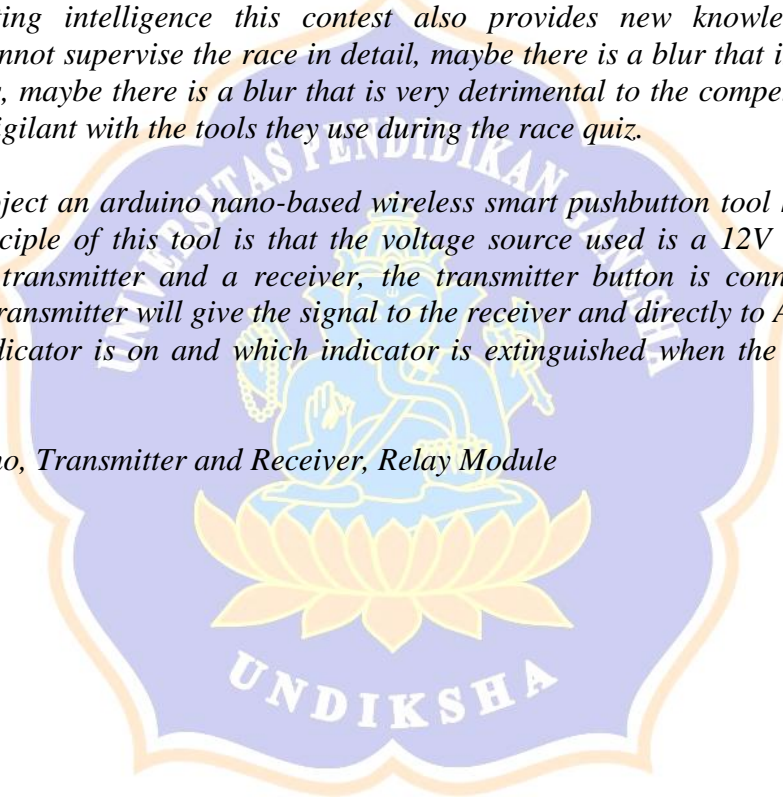 ting intelligence this contest also provides new knowle
nnot supervise the race in detail, maybe there is a blur that i
, maybe there is a blur that is very detrimental to the compe
igilant with the tools they use during the race quiz.
UNIVERSITAS PENDIDIKAN GANESHA
ject an arduino nano-based wireless smart pushbutton tool
ciple of this tool is that the voltage source used is a 12V
transmitter and a receiver, the transmitter button is conn
ransmitter will give the signal to the receiver and directly to A
dicator is on and which indicator is extinguished when the
no, Transmitter and Receiver, Relay Module
UNDIKSHA